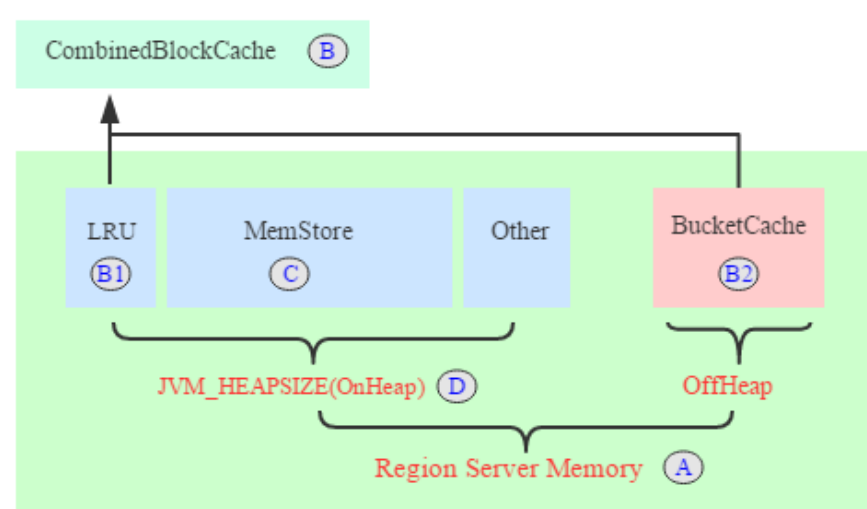 CombinedBlockCache B
LRU MemStore Other BucketCache
B1 C B2
JVM_HEAPSIZE(OnHeap) D OffHeap
Region Server Memory A